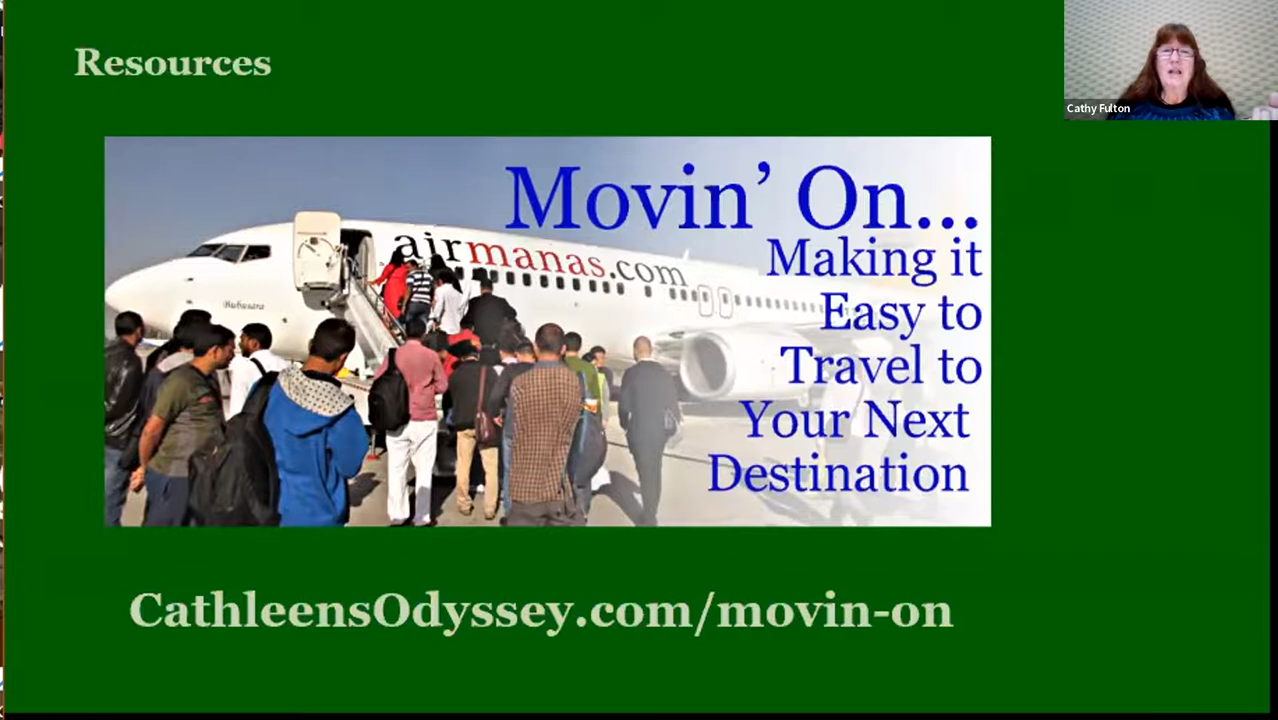 Resources
Cathy Fulton
Movin’ On...
airmanas.com
Making it
Easy to
Bubusara
Travel to
Your Next
Destination
CathleensOdyssey.com/movin-on